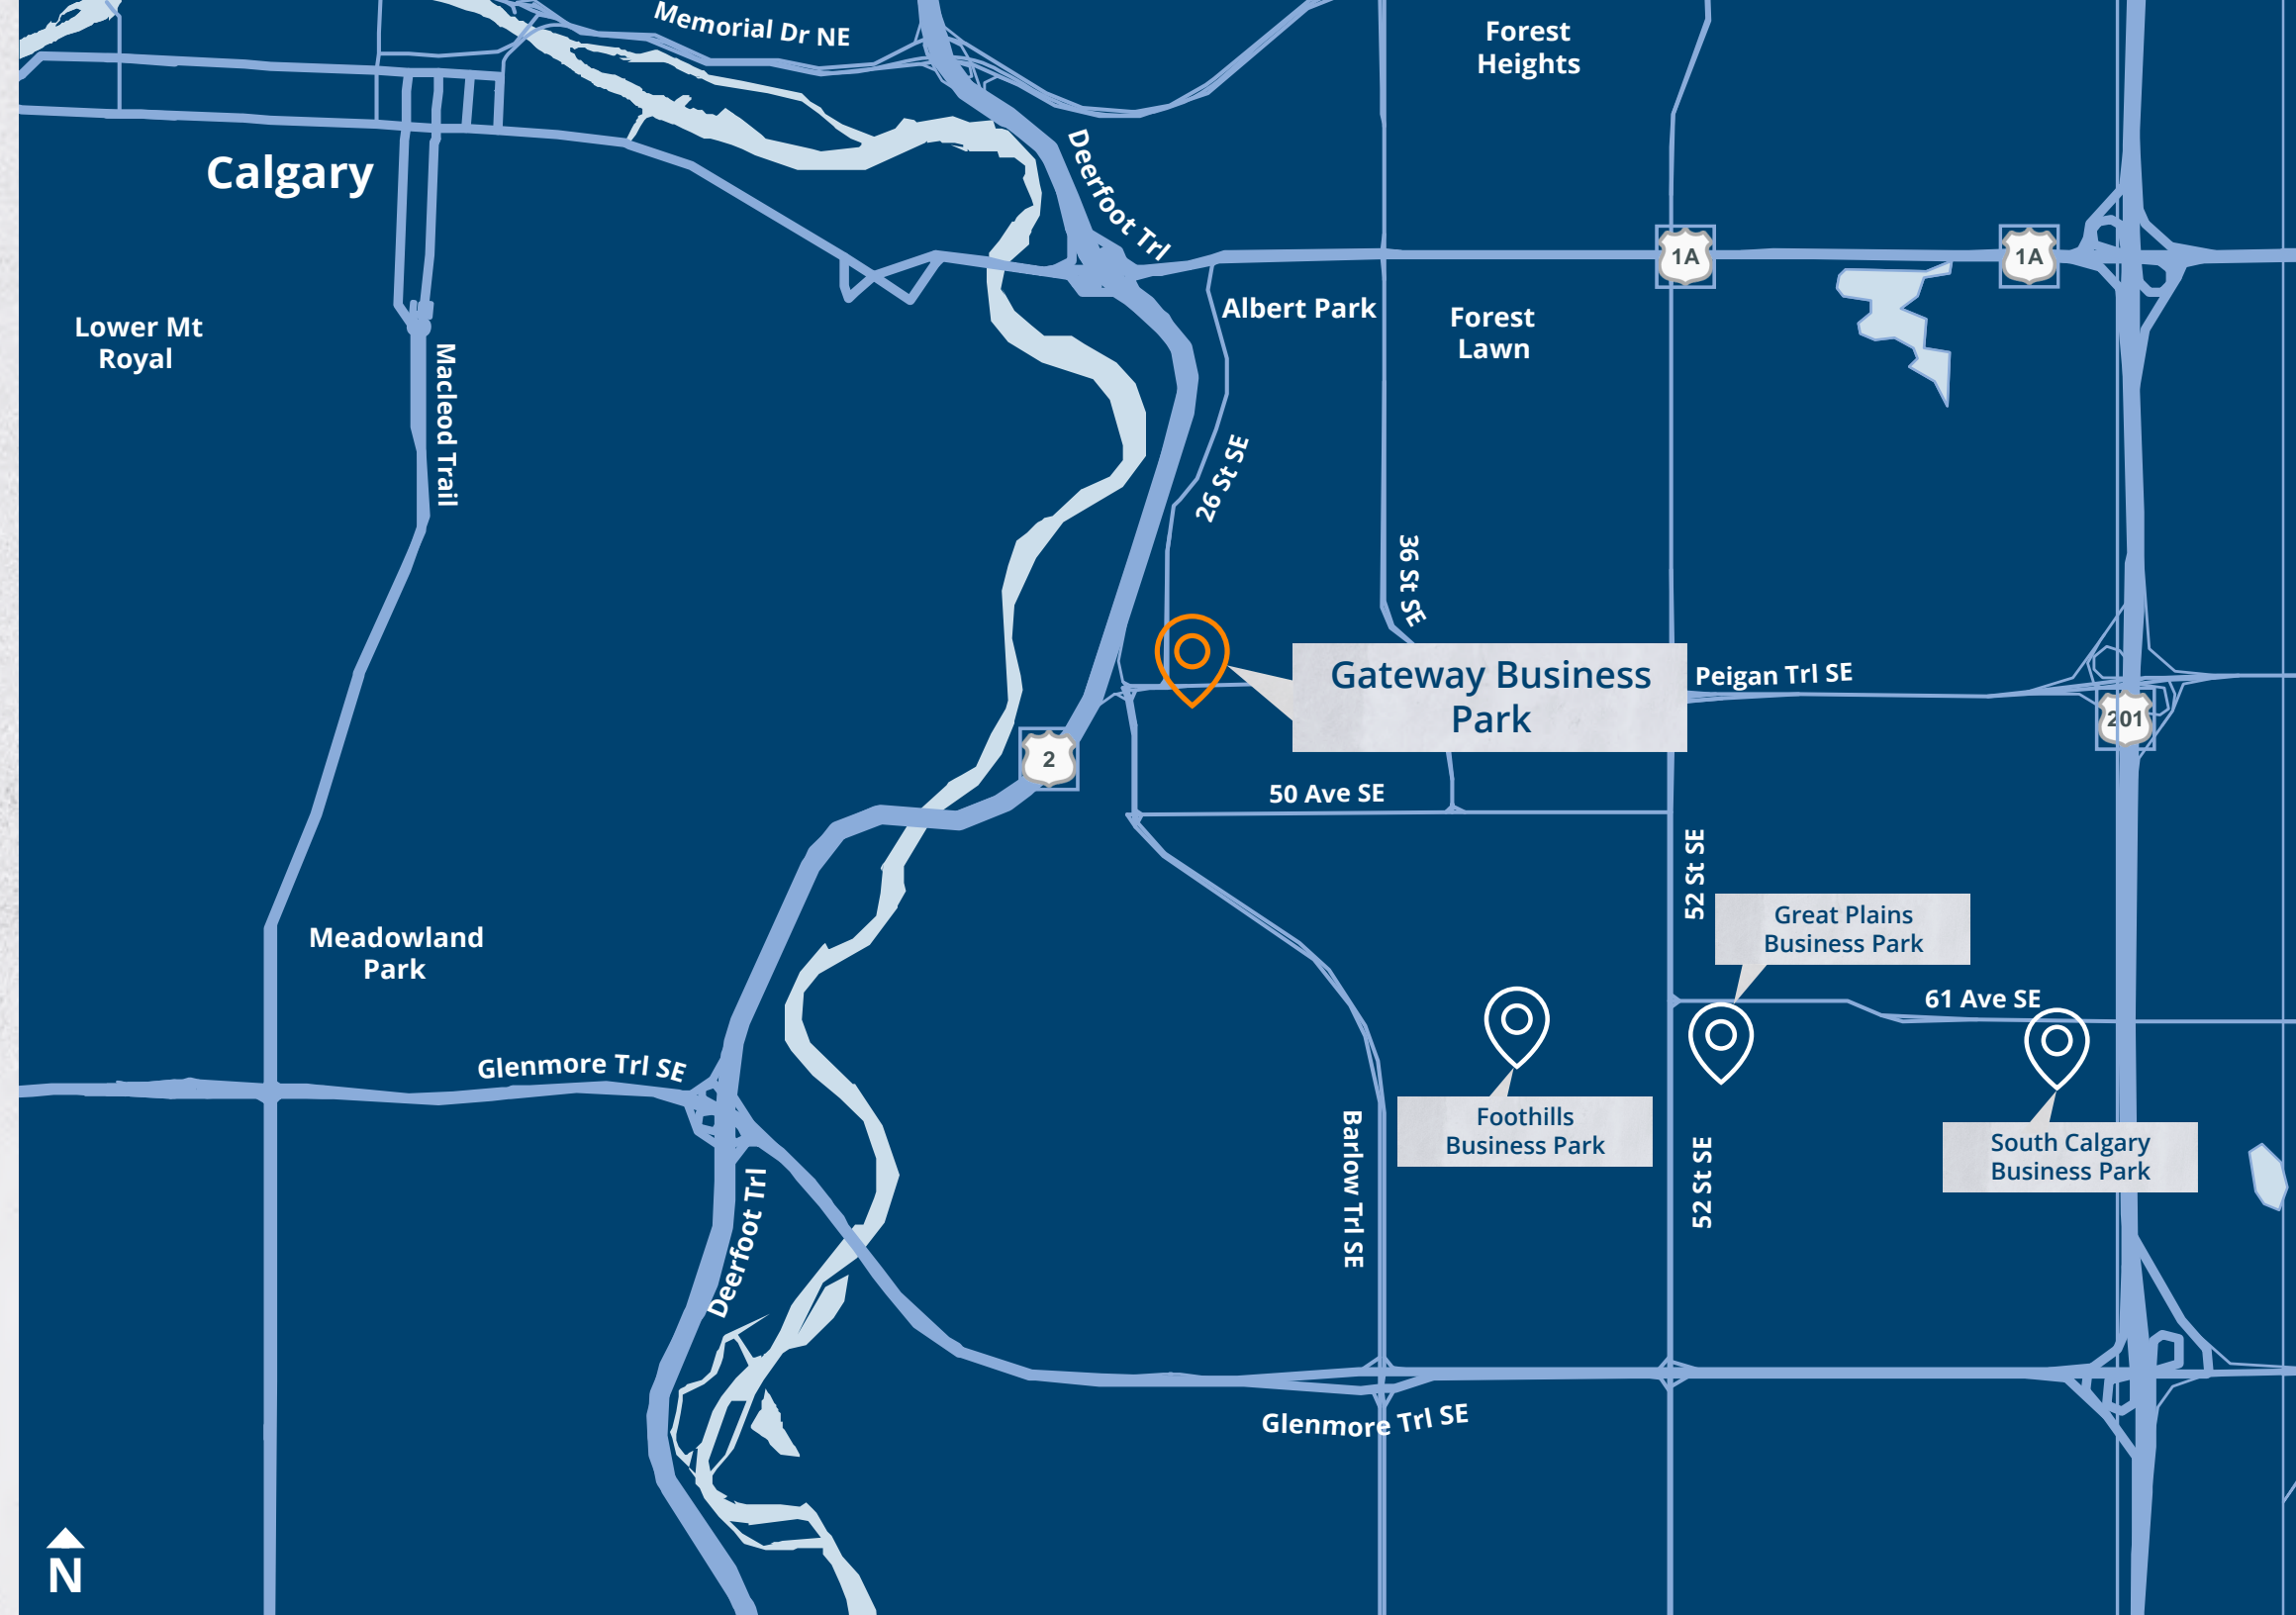 Memorial Dr NE
Forest
Heights
Calgary
Deerfoot Trl
1A
1A
Albert Park
Forest
Lawn
Lower Mt
Royal
Macleod Trail
26 St SE
36 St SE
Gateway Business
Park
Peigan Trl SE
201
2
50 Ave SE
52 St SE
Great Plains
Business Park
Meadowland
Park
61 Ave SE
Glenmore Trl SE
Foothills
Business Park
South Calgary
Business Park
Barlow Trl SE
52 St SE
Deerfoot Trl
Glenmore Trl SE
N